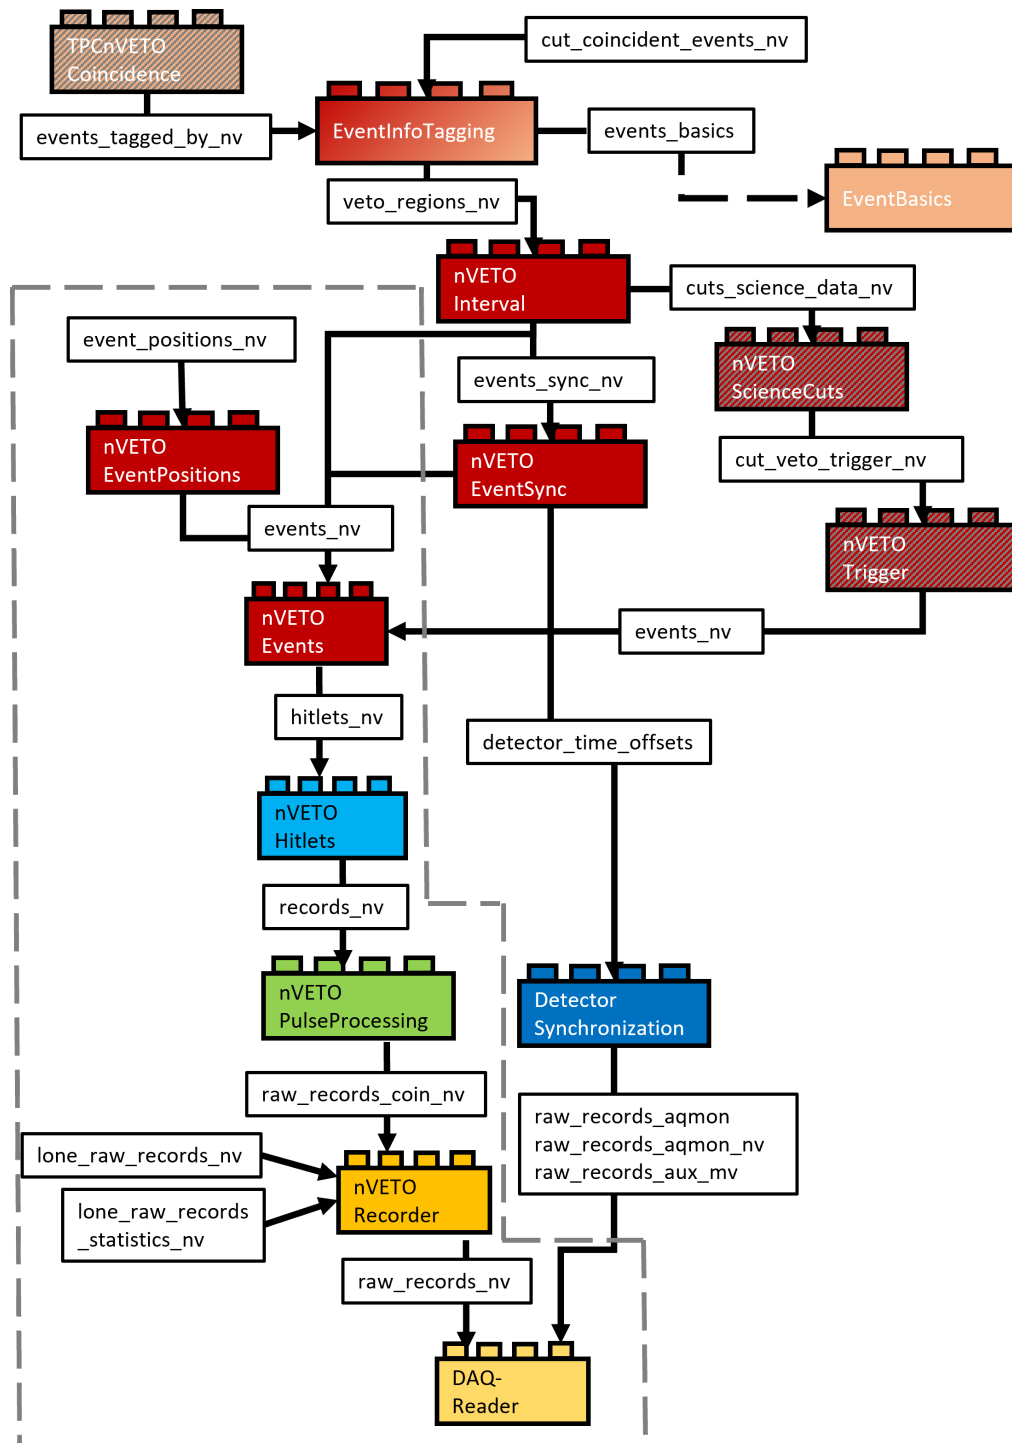 TPCnVETO
Coincidence
cut_coincident_events_nv
events_tagged_by_nv
EventInfoTagging
events_basics
veto_regions_nv
EventBasics
nVETO
Interval
cuts_science_data_nv
event_positions_nv
events_sync_nv
nVETO
ScienceCuts
nVETO
EventPositions
nVETO
EventSync
cut_veto_trigger_nv
events_nv
nVETO
Trigger
nVETO
Events
events_nv
hitlets_nv
detector_time_offsets
nVETO
Hitlets
records_nv
nVETO
PulseProcessing
Detector
Synchronization
raw_records_coin_nv
raw_records_aqmon
raw_records_aqmon_nv
raw_records_aux_mv
lone_raw_records_nv
nVETO
Recorder
lone_raw_records
_statistics_nv
raw_records_nv
DAQ-
Reader